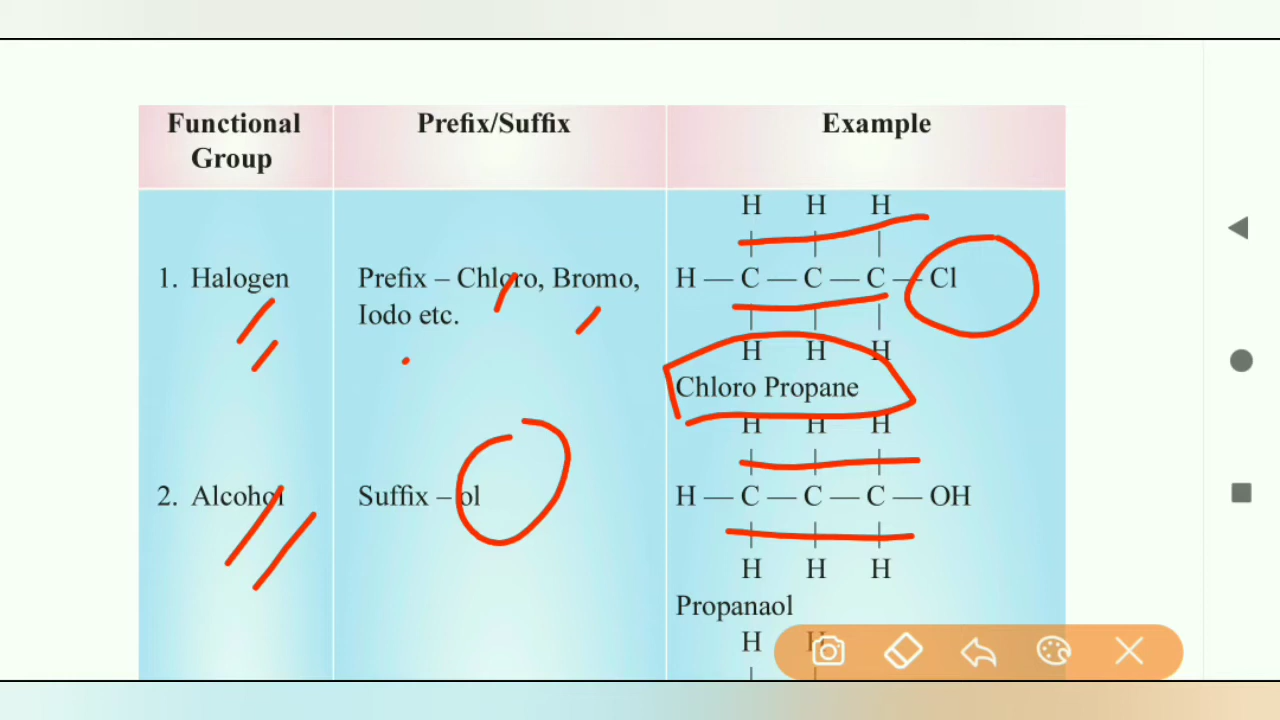 Functional Group
Prefix/Suffix
Example
1. Halogen
Prefix – Chloro, Bromo,
Iodo etc.
H H H
| | |
H — C — C — C — Cl
| | |
H H H
Chloro Propane
2. Alcohol
Suffix – ol
H H H
| | |
H — C — C — C — OH
| | |
H H H
Propanaol
H H
|